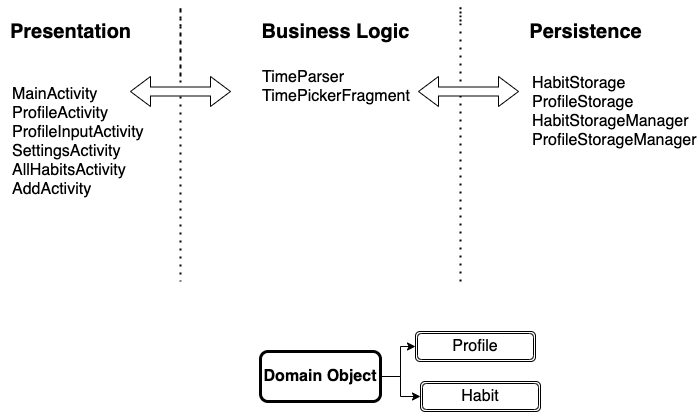 Presentation
Business Logic
Persistence
MainActivity
ProfileActivity
ProfileInputActivity
SettingsActivity
AllHabitsActivity
AddActivity
TimeParser
TimePickerFragment
HabitStorage
ProfileStorage
HabitStorageManager
ProfileStorageManager
Domain Object
Profile
Habit